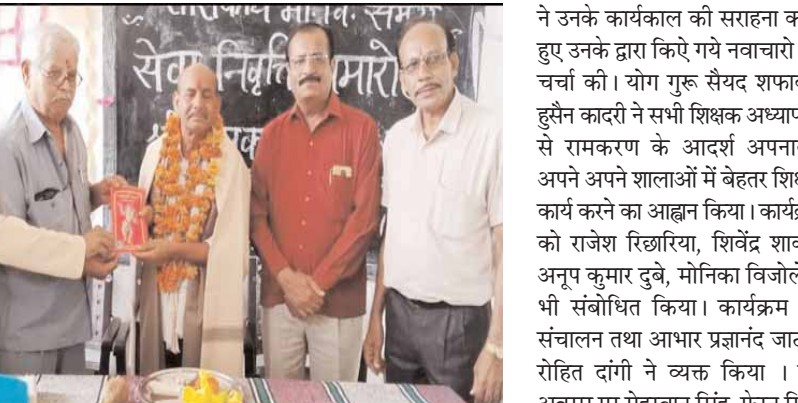 सेवा निवृत्ति समारो
ने उनके कार्यकाल की सराहना क
हुए उनके द्वारा किऐ गये नवाचारो
चर्चा की। योग गुरू सैयद शफाक
हुसैन कादरी ने सभी शिक्षक अध्याप
से रामकरण के आदर्श अपनाक
अपने अपने शालाओं में बेहतर शिक्ष
कार्य करने का आह्वान किया। कार्यक्र
को राजेश रिछारिया, शिवेंद्र शाक
अनूप कुमार दुबे, मोनिका विजोले
भी संबोधित किया। कार्यक्रम
संचालन तथा आभार प्रज्ञानंद जाट
रोहित दांगी ने व्यक्त किया ।